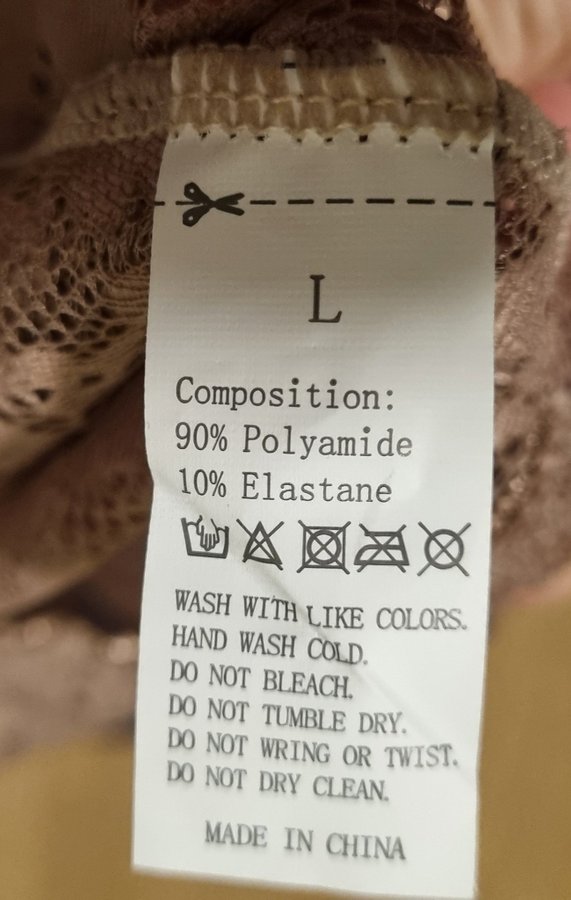 L
Composition:
90% Polyamide
10% Elastane
WASH WITH LIKE COLORS.
HAND WASH COLD.
DO NOT BLEACH.
DO NOT TUMBLE DRY.
DO NOT WRING OR TWIST.
DO NOT DRY CLEAN.
MADE IN CHINA